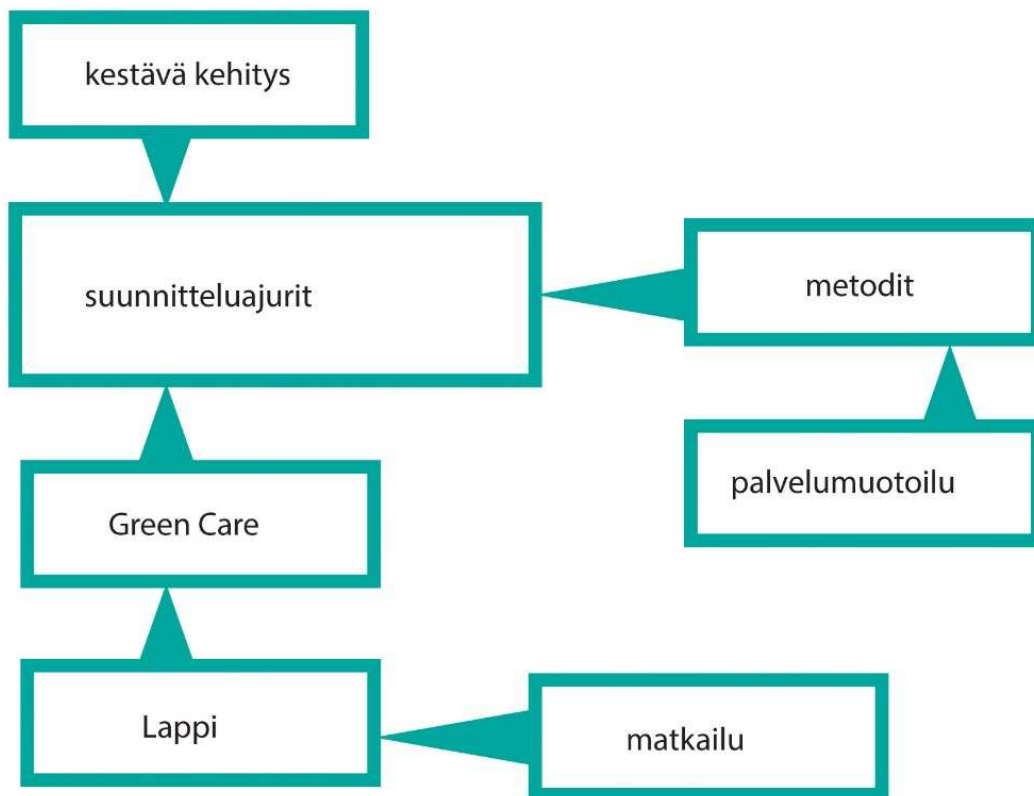 kestävä kehitys
suunnitteluajurit
metodit
palvelumuotoilu
Green Care
Lappi
matkailu